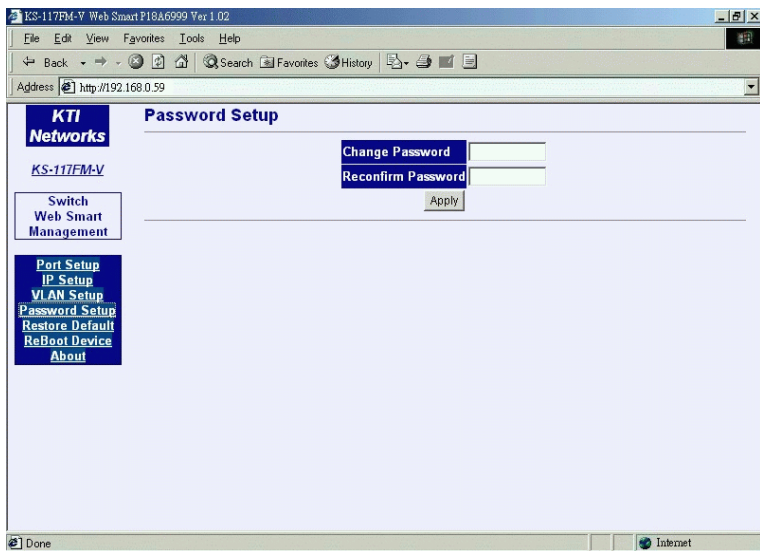 KS-117FM-V Web Smart P18A6999 Ver 1.02
File Edit View Favorites Tools Help
Back Search Favorites History
Address http://192.168.0.59
KTI
Networks
KS-117FM-V
Switch
Web Smart
Management
Port Setup
IP Setup
VLAN Setup
Password Setup
Restore Default
ReBoot Device
About
Password Setup
Change Password
Reconfirm Password
Apply
Done Internet